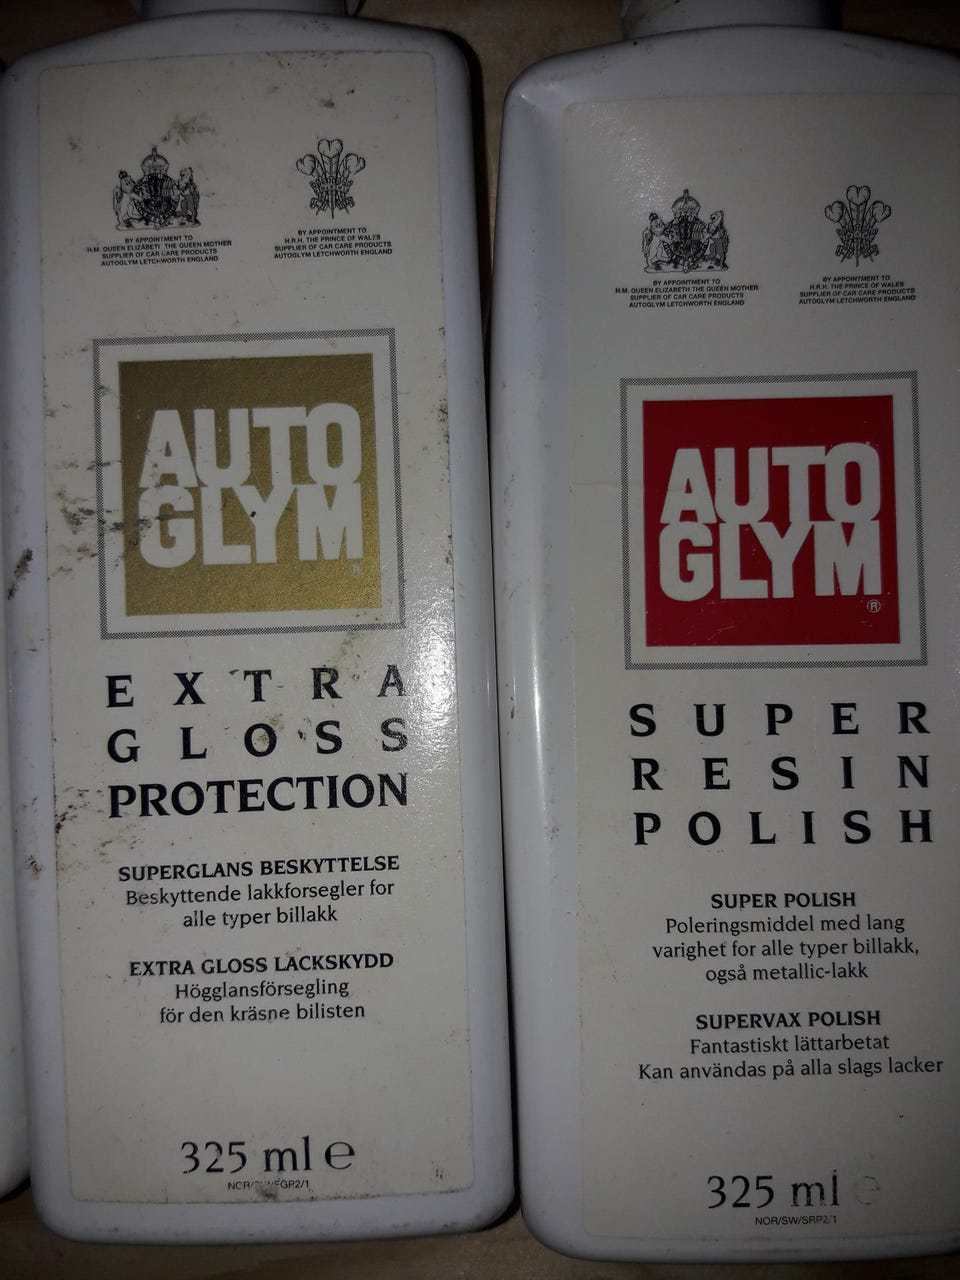 BY APPOINTMENT TO
H.M. QUEEN ELIZABETH THE QUEEN MOTHER
SUPPLIER OF CAR CARE PRODUCTS
AUTOGLYM LETCHWORTH ENGLAND
BY APPOINTMENT TO
H.R.H. THE PRINCE OF WALES
SUPPLIER OF CAR CARE PRODUCTS
AUTOGLYM LETCHWORTH ENGLAND
AUTO
GLYM
®
EXTRA
GLOSS
PROTECTION
SUPERGLANS BESKYTTELSE
Beskyttende lakkforsegler for
alle typer billakk
EXTRA GLOSS LACKSKYDD
Högglansförsegling
för den kräsne bilisten
325 ml e
BY APPOINTMENT TO
H.M. QUEEN ELIZABETH THE QUEEN MOTHER
SUPPLIER OF CAR CARE PRODUCTS
AUTOGLYM LETCHWORTH ENGLAND
BY APPOINTMENT TO
H.R.H. THE PRINCE OF WALES
SUPPLIER OF CAR CARE PRODUCTS
AUTOGLYM LETCHWORTH ENGLAND
AUTO
GLYM
®
SUPER
RESIN
POLISH
SUPER POLISH
Poleringsmiddel med lang
varighet for alle typer billakk,
også metallic-lakk
SUPERVAX POLISH
Fantastiskt lättarbetat
Kan användas på alla slags lacker
325 ml e
NOR/SW/SRP2/1